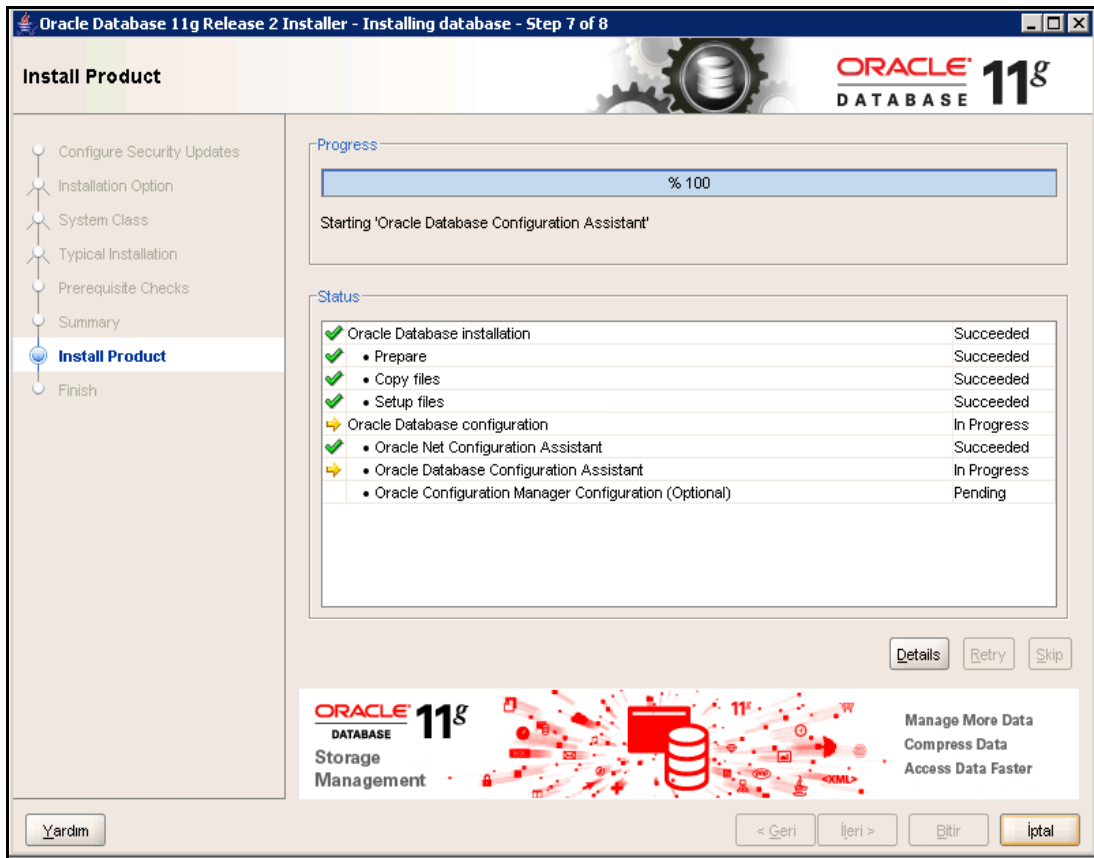 Oracle Database 11g Release 2 Installer - Installing database - Step 7 of 8
Install Product
ORACLE DATABASE 11g
Configure Security Updates
Installation Option
System Class
Typical Installation
Prerequisite Checks
Summary
Install Product
Finish
Progress
% 100
Starting 'Oracle Database Configuration Assistant'
Status
Oracle Database installation Succeeded
• Prepare Succeeded
• Copy files Succeeded
• Setup files Succeeded
Oracle Database configuration In Progress
• Oracle Net Configuration Assistant Succeeded
• Oracle Database Configuration Assistant In Progress
• Oracle Configuration Manager Configuration (Optional) Pending
Details Retry Skip
ORACLE DATABASE 11g
Storage
Management
11g
<XML>
Manage More Data
Compress Data
Access Data Faster
Yardım < Geri İleri > Bitir İptal